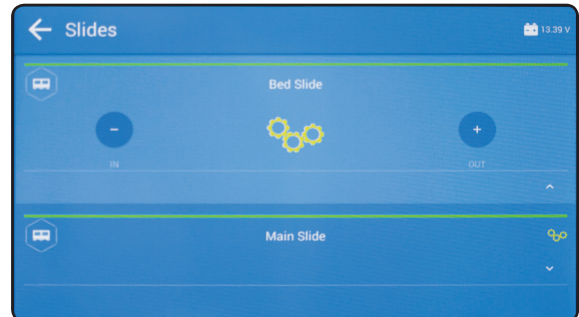 Slides
13.39 V
Bed Slide
-
+
IN
OUT
Main Slide